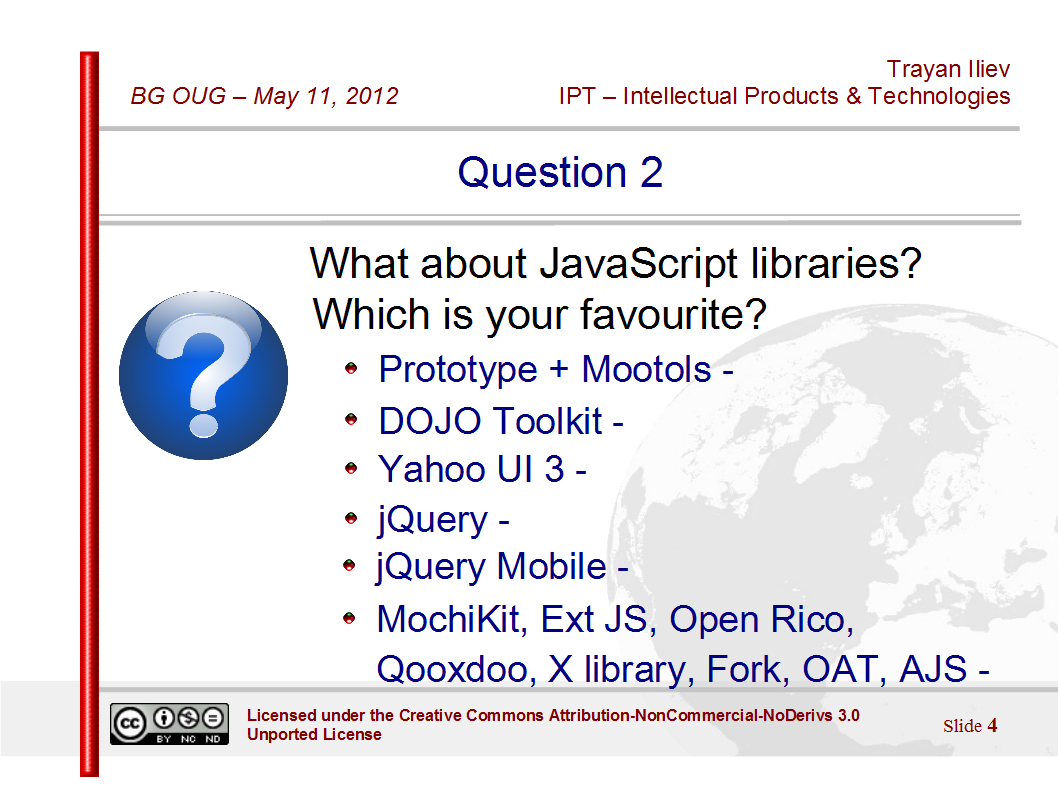 Trayan Iliev
BG OUG – May 11, 2012
IPT – Intellectual Products & Technologies
Question 2
What about JavaScript libraries?
Which is your favourite?
Prototype + Mootols -
DOJO Toolkit -
Yahoo UI 3 -
jQuery -
jQuery Mobile -
MochiKit, Ext JS, Open Rico,
Qooxdoo, X library, Fork, OAT, AJS -
cc
BY NC ND
Licensed under the Creative Commons Attribution-NonCommercial-NoDerivs 3.0
Unported License
Slide 4